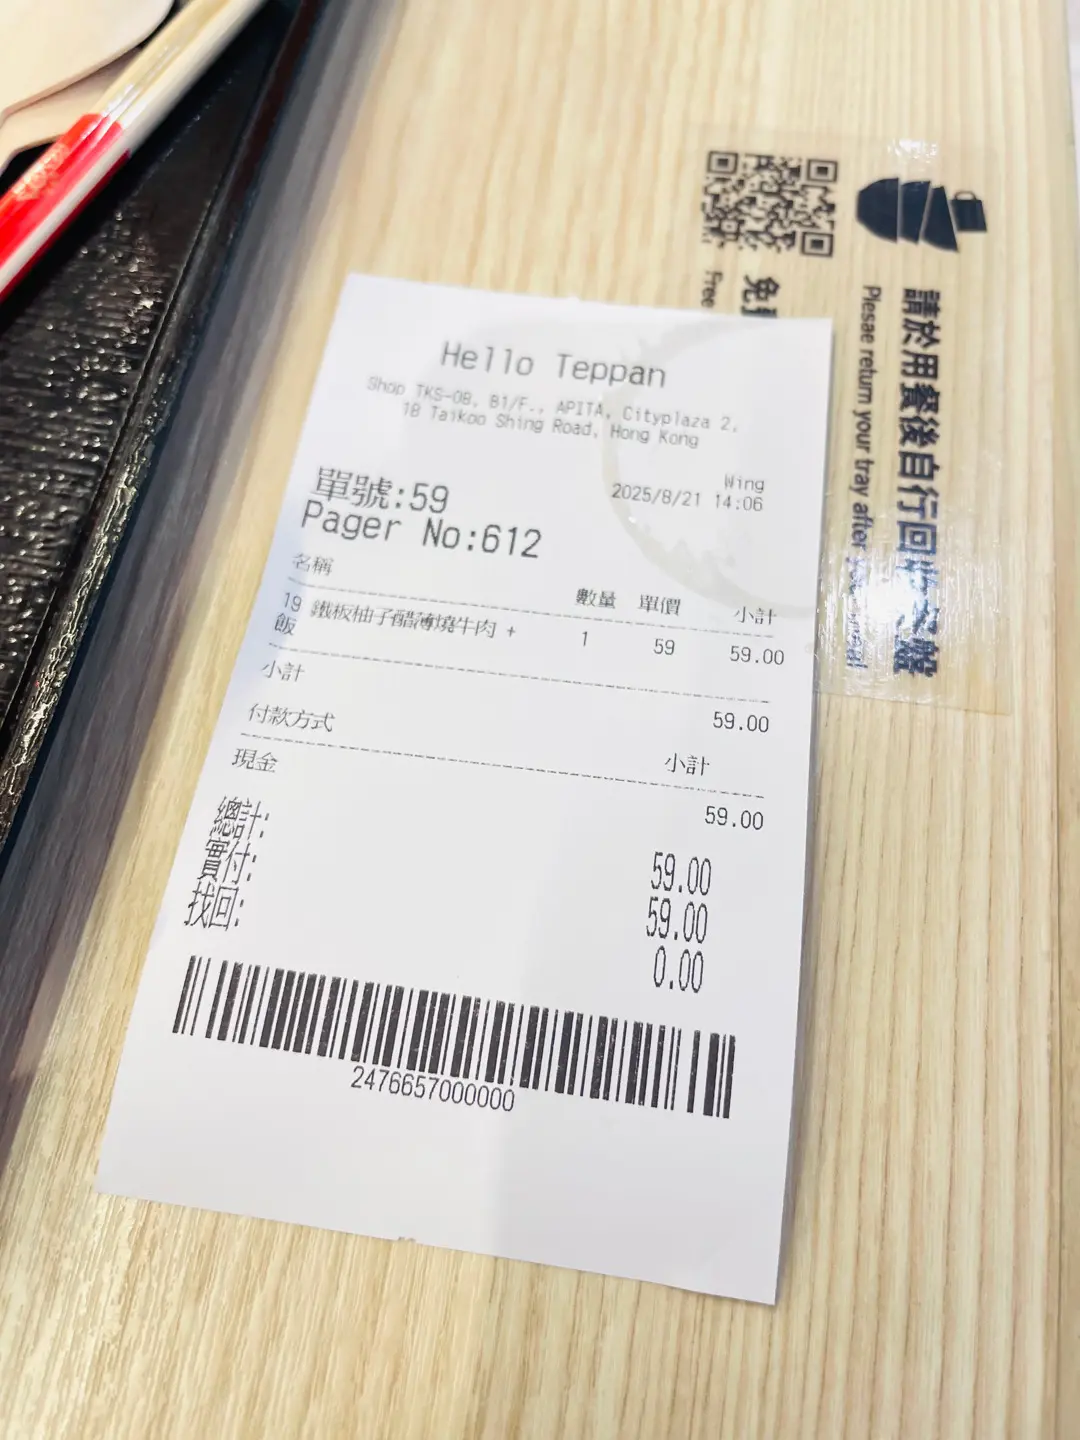 Hello Teppan
Shop TKS-08, B1/F., APITA, Cityplaza 2,
18 Taikoo Shing Road, Hong Kong
Wing
2025/8/21 14:06
單號:59
Pager No:612
名稱 數量 單價 小計
19 鐵板柚子醋薄燒牛肉 + 1 59 59.00
飯
小計 59.00
付款方式 小計
現金 59.00
總計: 59.00
實付: 59.00
找回: 0.00
2476657000000
請於用餐後自行回收 盤
Plesae return your tray after
免
Free